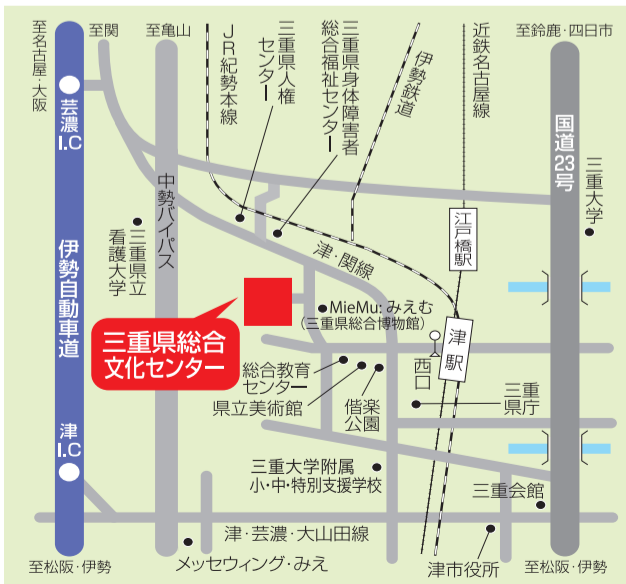 至名古屋・大阪
至関
至亀山
至鈴鹿・四日市
JR紀勢本線
三重県人権
センター
三重県身体障害者
総合福祉センター
伊勢鉄道
近鉄名古屋線
芸濃
I.C
国道23号
三重大学
中勢バイパス
三重県立
看護大学
江戸橋駅
伊勢自動車道
津・関線
MieMu:みえむ
(三重県総合博物館)
三重県総合
文化センター
津駅
西口
総合教育
センター
県立美術館
偕楽
公園
三重
県庁
津
I.C
三重大学附属
小・中・特別支援学校
三重会館
津・芸濃・大山田線
メッセウィング・みえ
津市役所
至松阪・伊勢
至松阪・伊勢